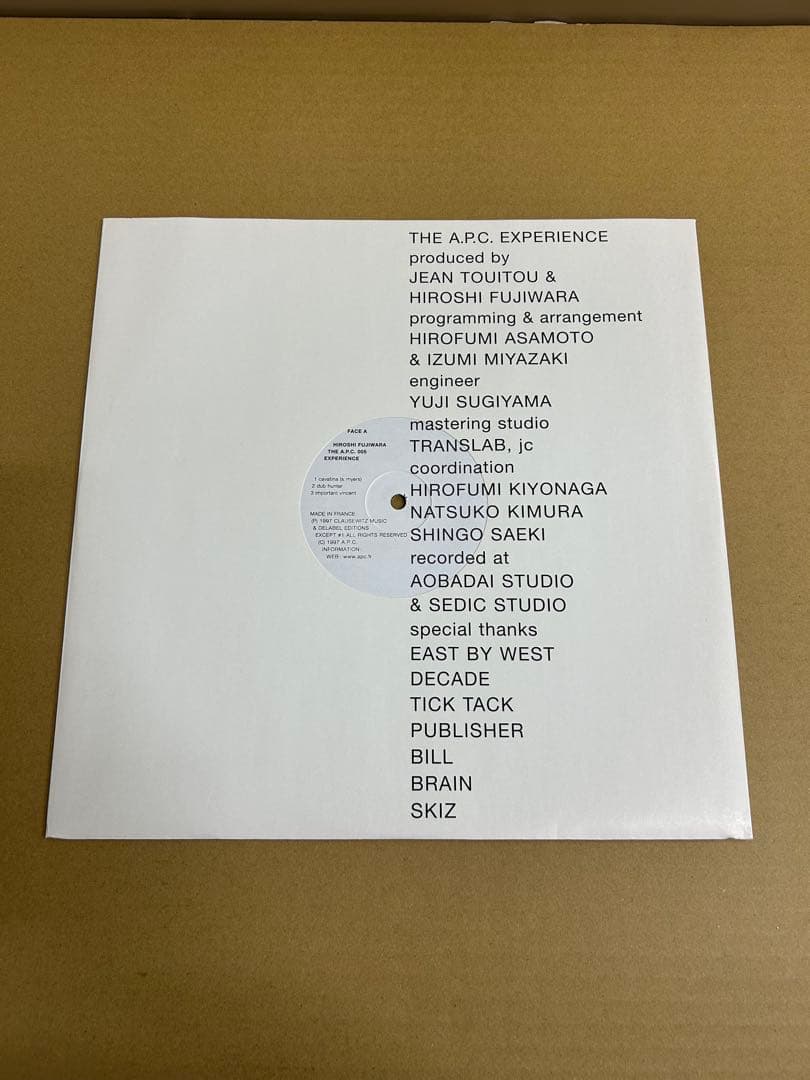 THE A.P.C. EXPERIENCE
produced by
JEAN TOUITOU &
HIROSHI FUJIWARA
programming & arrangement
HIROFUMI ASAMOTO
& IZUMI MIYAZAKI
engineer
YUJI SUGIYAMA
mastering studio
TRANSLAB, jc
coordination
HIROFUMI KIYONAGA
NATSUKO KIMURA
SHINGO SAEKI
recorded at
AOBADAI STUDIO
& SEDIC STUDIO
special thanks
EAST BY WEST
DECADE
TICK TACK
PUBLISHER
BILL
BRAIN
SKIZ
FACE A
HIROSHI FUJIWARA
THE A.P.C. 005
EXPERIENCE
1 cavatina (s. myers)
2 dub hunter
3 important vincent
MADE IN FRANCE
(P) 1997 CLAUSEWITZ MUSIC
& DELABEL EDITIONS
EXCEPT #1 ALL RIGHTS RESERVED
(C) 1997 A.P.C.
INFORMATION:
WEB: www.apc.fr